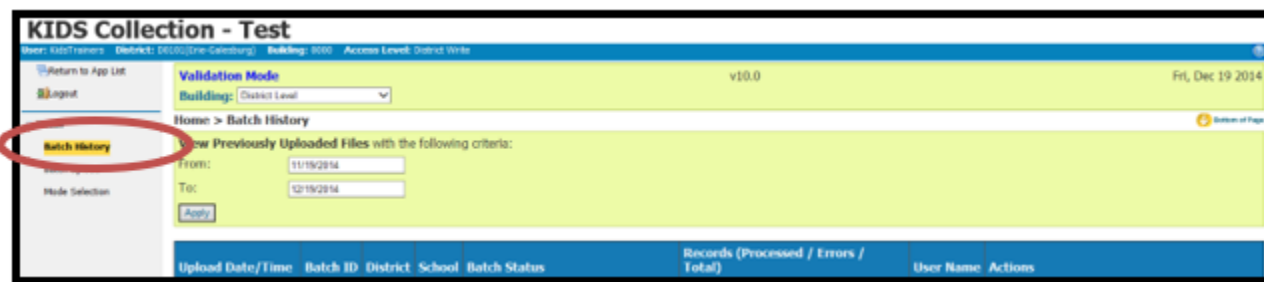 KIDS Collection - Test
User: KidsTrainers District: D0101(Erie-Galesburg) Building: 0000 Access Level: District Write
Return to App List
Logout
Validation Mode
v10.0
Fri, Dec 19 2014
Building: District Level
Home > Batch History
Bottom of Page
Batch History
View Previously Uploaded Files with the following criteria:
From: 11/19/2014
To: 12/19/2014
Mode Selection
Apply
Upload Date/Time Batch ID District School Batch Status Records (Processed / Errors / Total) User Name Actions